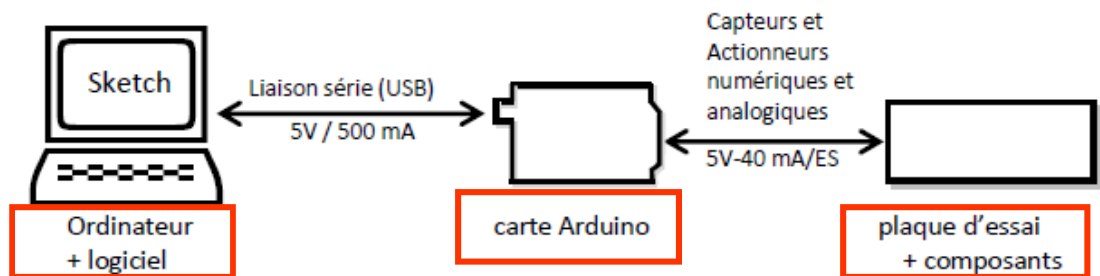 Sketch
Liaison série (USB)
5V / 500 mA
Capteurs et
Actionneurs
numériques et
analogiques
5V-40 mA/ES
Ordinateur
+ logiciel
carte Arduino
plaque d'essai
+ composants